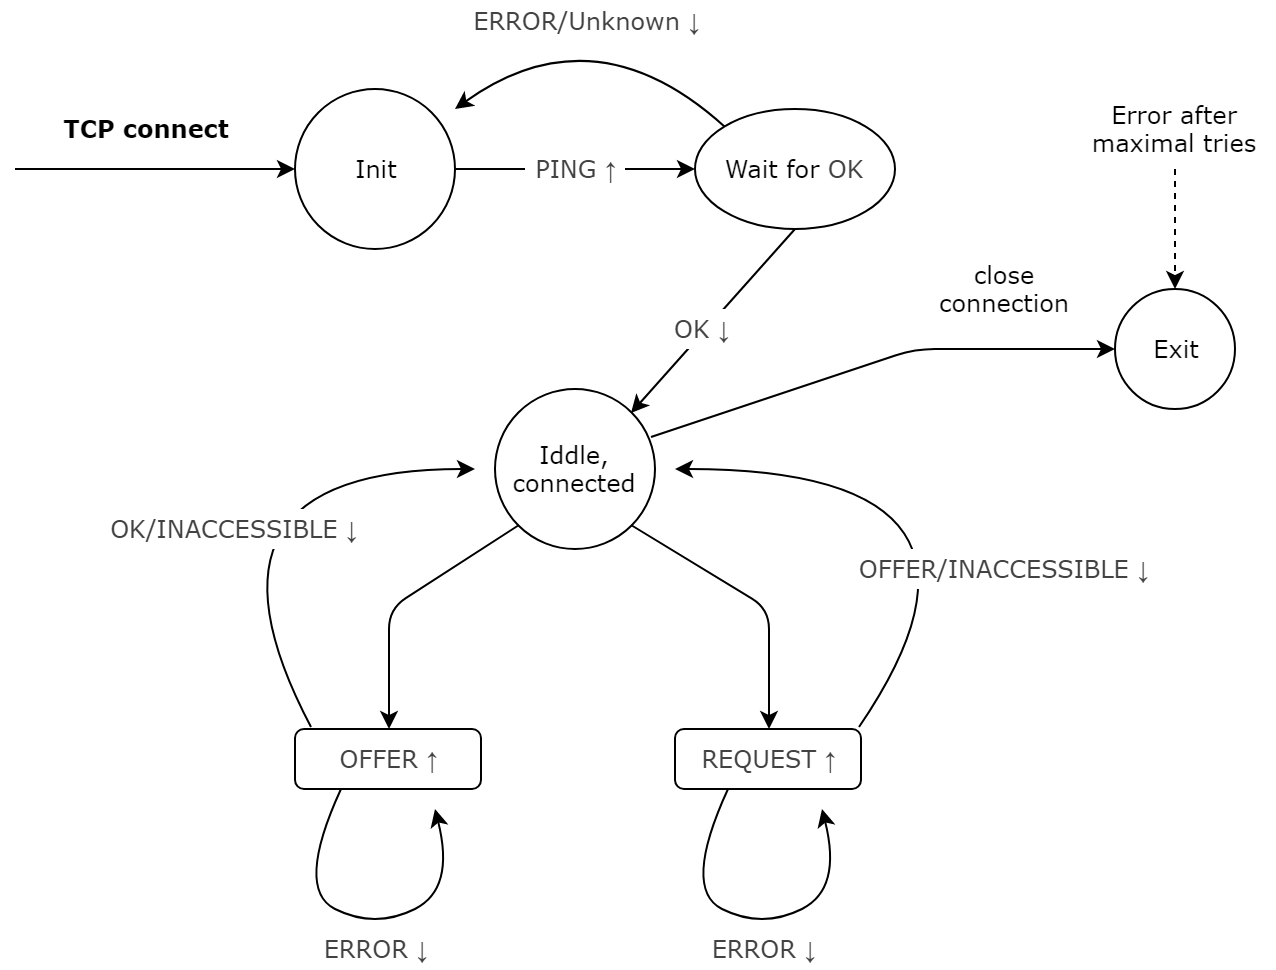 ERROR/Unknown ↓
TCP connect
Init
PING ↑
Wait for OK
Error after
maximal tries
close
connection
OK ↓
Exit
Iddle,
connected
OK/INACCESSIBLE ↓
OFFER/INACCESSIBLE ↓
OFFER ↑
REQUEST ↑
ERROR ↓
ERROR ↓